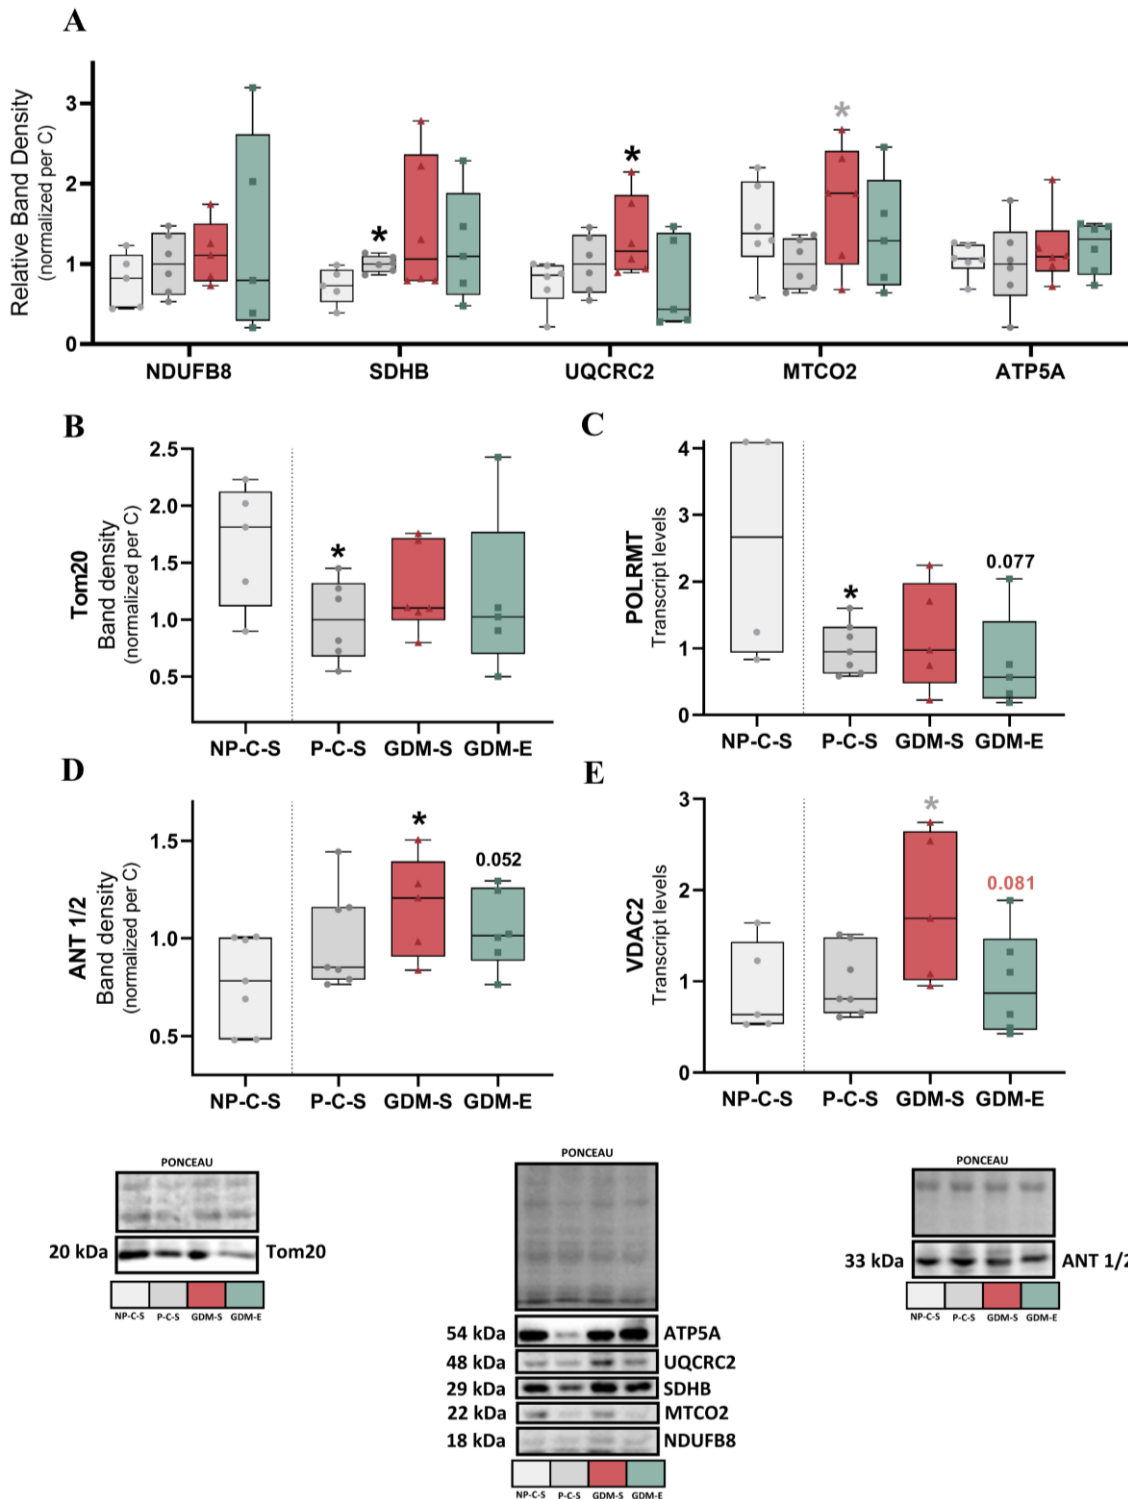 A
Relative Band Density
(normalized per C)
3
2
1
0
*
*
*
NDUFB8
SDHB
UQCRC2
MTCO2
ATP5A
B
Tom20
Band density
(normalized per C)
2.5
2.0
1.5
1.0
0.5
*
NP-C-S
P-C-S
GDM-S
GDM-E
C
POLRMT
Transcript levels
4
3
2
1
0
*
0.077
NP-C-S
P-C-S
GDM-S
GDM-E
D
ANT 1/2
Band density
(normalized per C)
1.5
1.0
0.5
*
0.052
NP-C-S
P-C-S
GDM-S
GDM-E
E
VDAC2
Transcript levels
3
2
1
0
*
0.081
NP-C-S
P-C-S
GDM-S
GDM-E
PONCEAU
20 kDa
Tom20
NP-C-S
P-C-S
GDM-S
GDM-E
PONCEAU
54 kDa
ATP5A
48 kDa
UQCRC2
29 kDa
SDHB
22 kDa
MTCO2
18 kDa
NDUFB8
NP-C-S
P-C-S
GDM-S
GDM-E
PONCEAU
33 kDa
ANT 1/2
NP-C-S
P-C-S
GDM-S
GDM-E